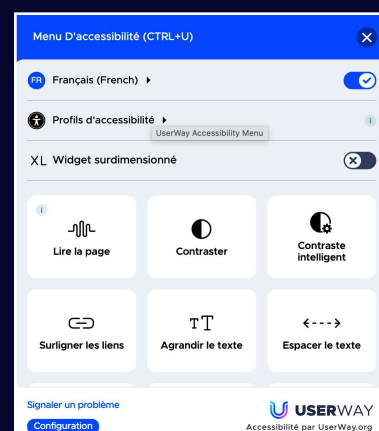 Menu D'accessibilité (CTRL+U)
FR Français (French)
Profils d'accessibilité
UserWay Accessibility Menu
i
XL Widget surdimensionné
i
Lire la page
Contraster
Contraste
intelligent
Surligner les liens
TT
Agrandir le texte
Espacer le texte
Signaler un problème
Configuration
USERWAY
Accessibilité par UserWay.org